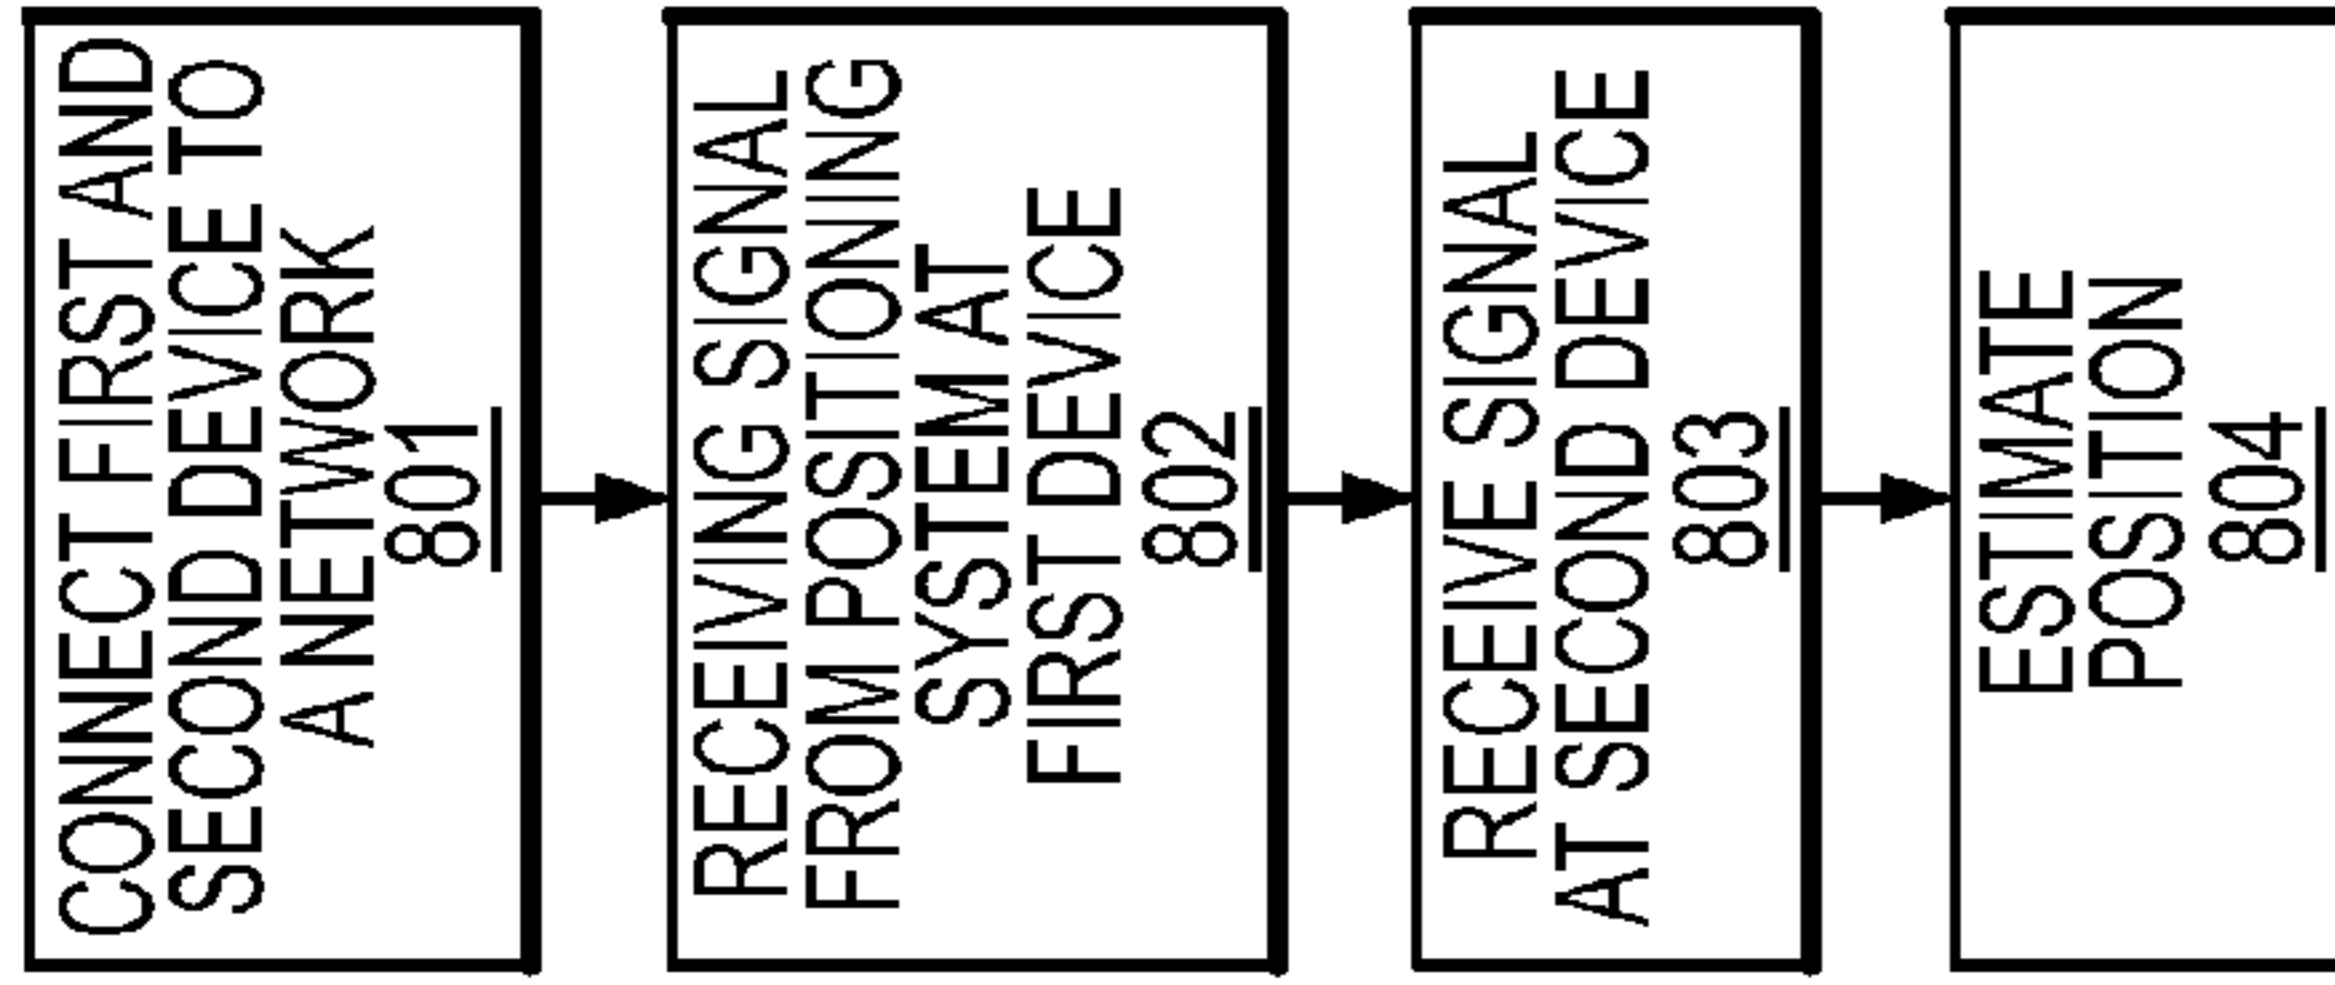 CONNECT FIRST AND
SECOND DEVICE TO
A NETWORK
801
RECEIVING SIGNAL
FROM POSITIONING
SYSTEM AT
FIRST DEVICE
802
RECEIVE SIGNAL
AT SECOND DEVICE
803
ESTIMATE
POSITION
804